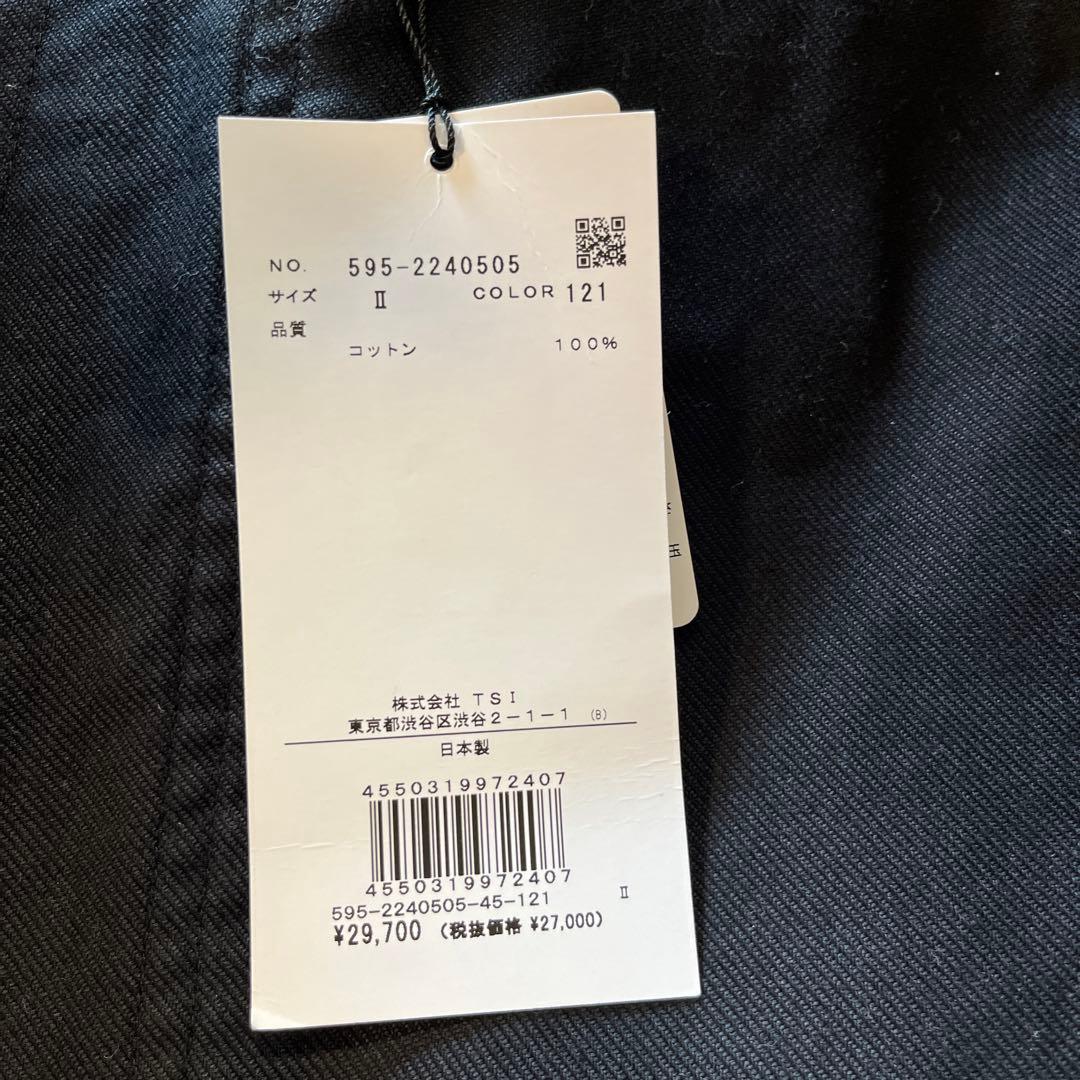 NO. 595-2240505
サイズ Ⅱ COLOR 121
品質
コットン 100%
株式会社 TSI
東京都渋谷区渋谷2-1-1 (B)
日本製
4550319972407
4550319972407
595-2240505-45-121 Ⅱ
¥29,700 (税抜価格 ¥27,000)
玉